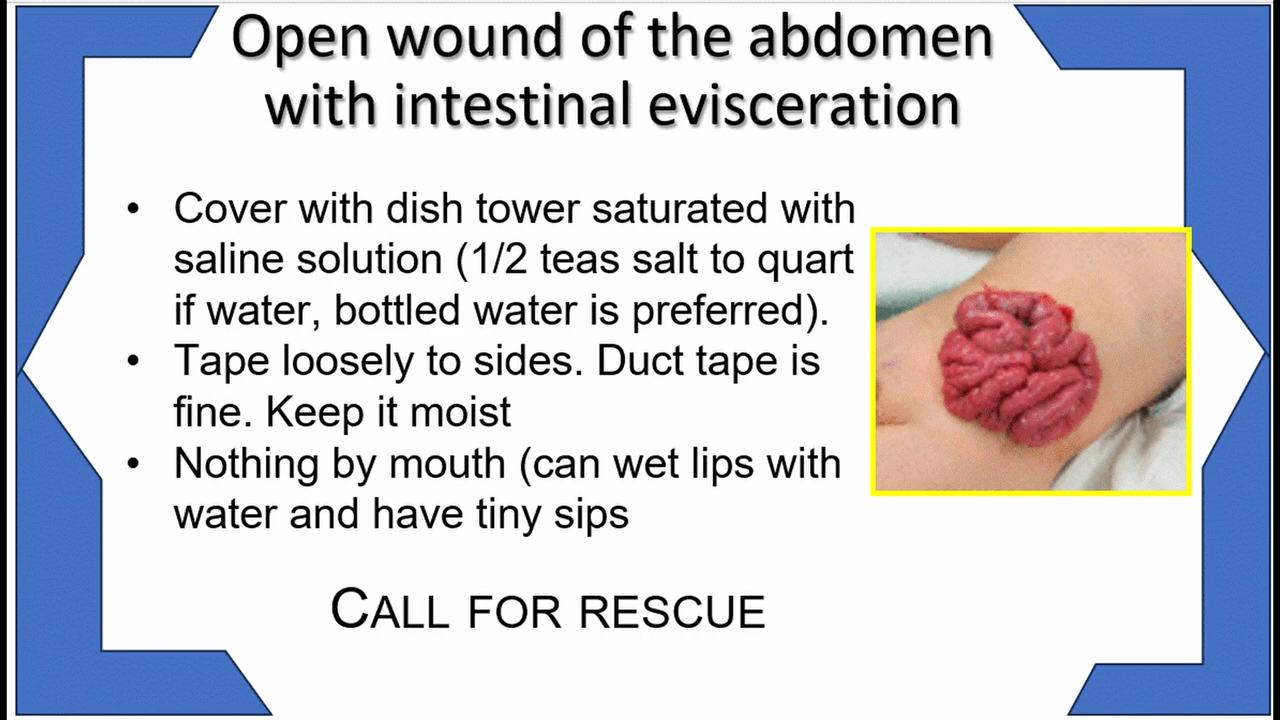 Open wound of the abdomen
with intestinal evisceration
• Cover with dish tower saturated with
saline solution (1/2 teas salt to quart
if water, bottled water is preferred).
• Tape loosely to sides. Duct tape is
fine. Keep it moist
• Nothing by mouth (can wet lips with
water and have tiny sips
CALL FOR RESCUE